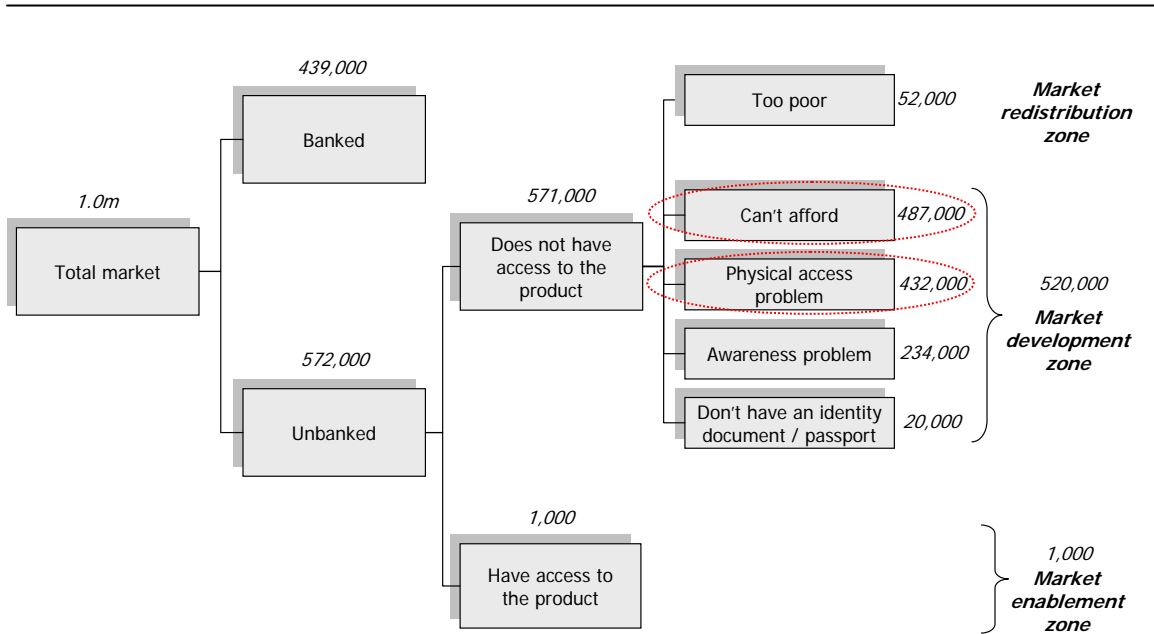 439,000
Banked
1.0m
Total market
572,000
Unbanked
571,000
Does not have
access to the
product
1,000
Have access to
the product
Too poor
52,000
Market
redistribution
zone
Can't afford
487,000
Physical access
problem
432,000
Awareness problem
234,000
Don't have an identity
document / passport
20,000
520,000
Market
development
zone
1,000
Market
enablement
zone